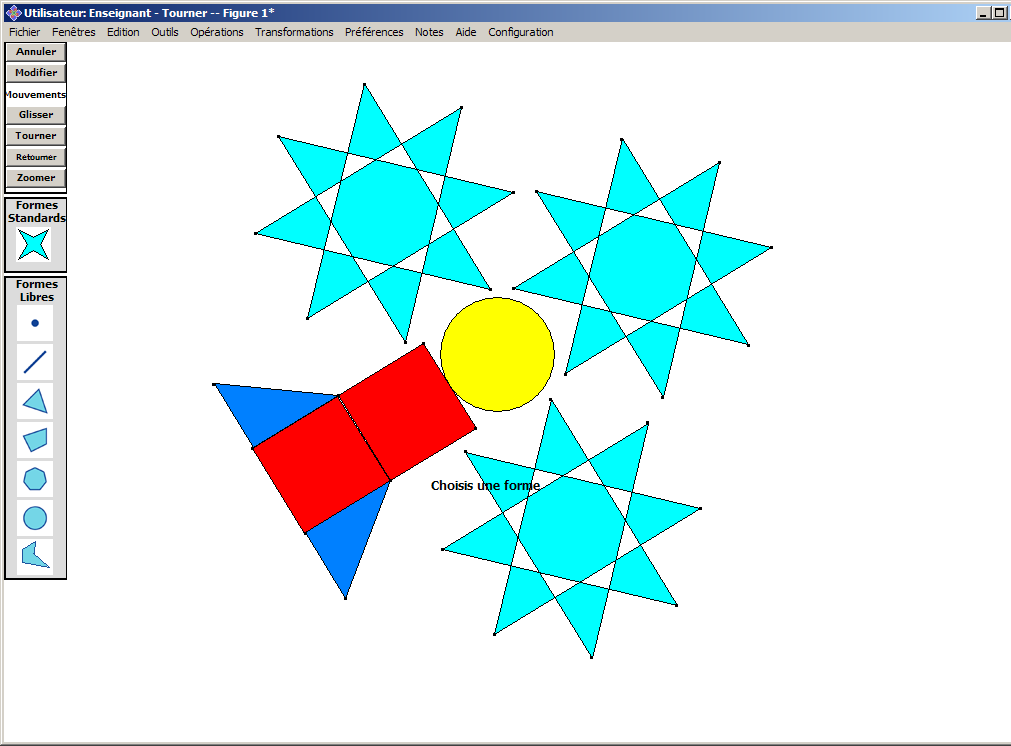 Utilisateur: Enseignant - Tourner -- Figure 1*
Fichier Fenêtres Edition Outils Opérations Transformations Préférences Notes Aide Configuration
Annuler
Modifier
Mouvements
Glisser
Tourner
Retourner
Zoomer
Formes
Standards
Formes
Libres
Choisis une forme